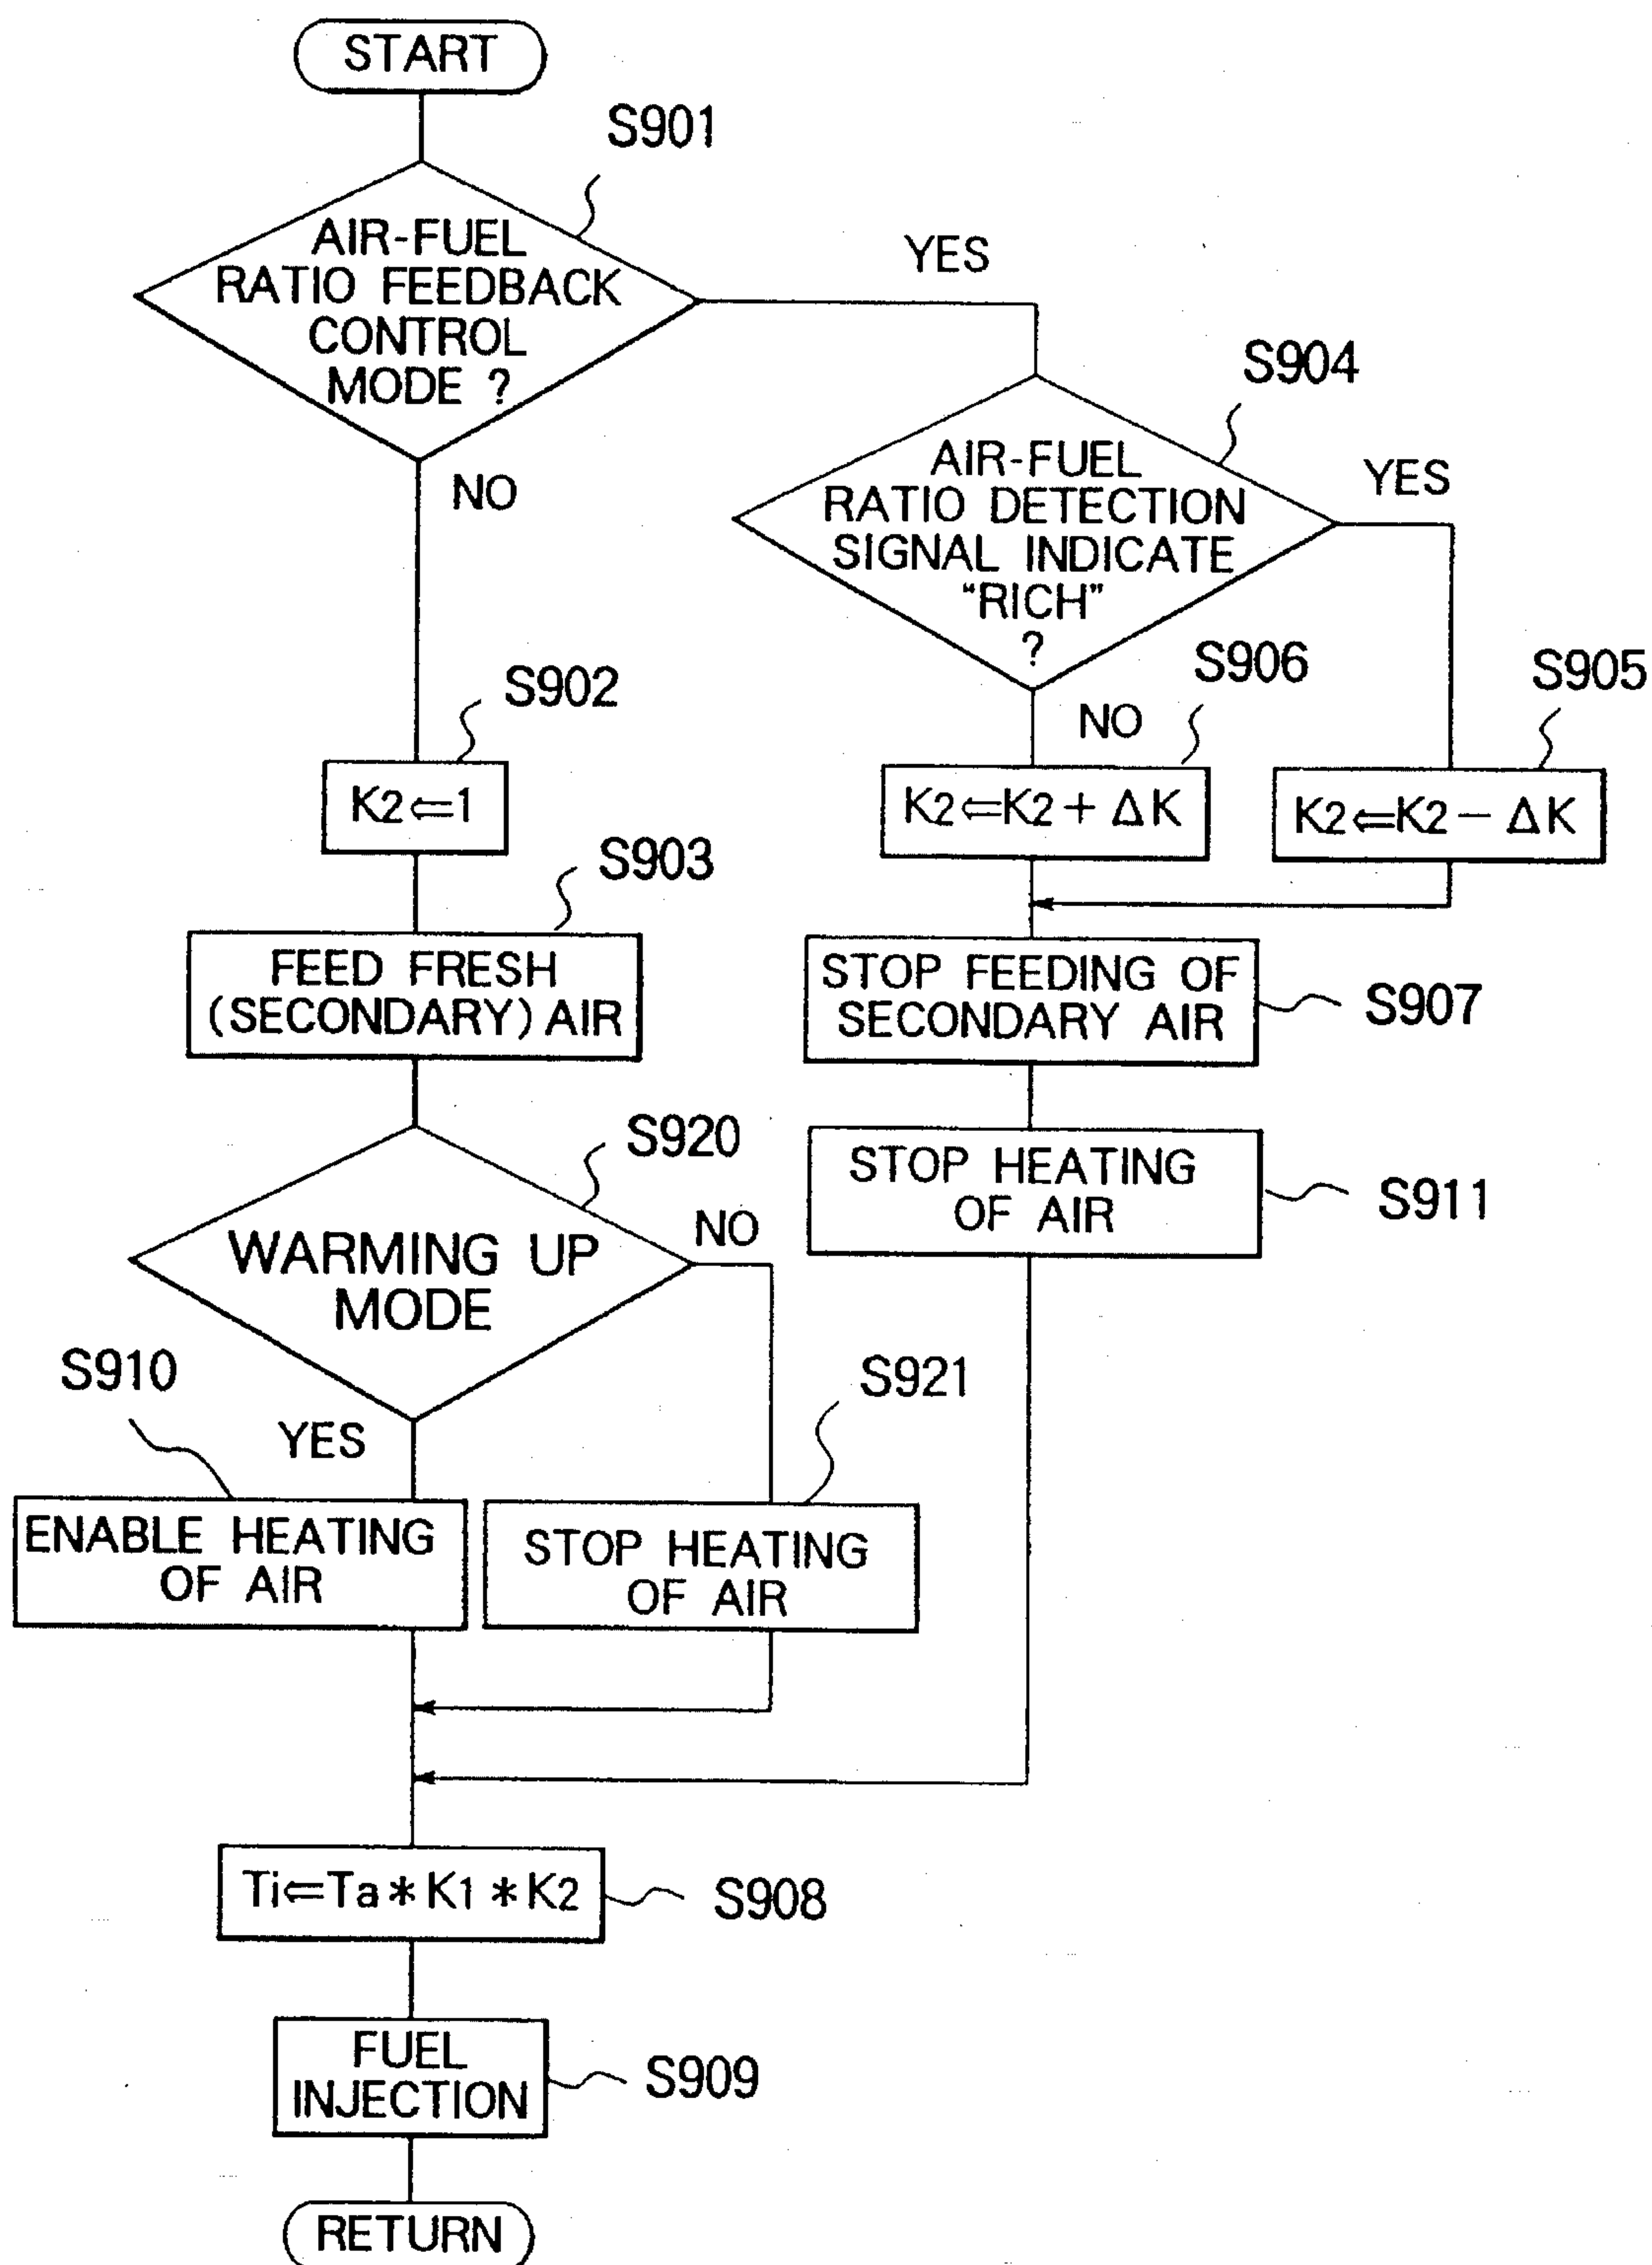 START
S901
AIR-FUEL
RATIO FEEDBACK
CONTROL
MODE ?
YES
NO
S904
AIR-FUEL
RATIO DETECTION
SIGNAL INDICATE
“RICH”
?
YES
NO
S906
S905
S902
K2⇐1
K2⇐K2 + ΔK
K2⇐K2 − ΔK
S903
FEED FRESH
(SECONDARY) AIR
STOP FEEDING OF
SECONDARY AIR
S907
S920
WARMING UP
MODE
NO
YES
STOP HEATING
OF AIR
S911
S910
S921
ENABLE HEATING
OF AIR
STOP HEATING
OF AIR
Ti⇐Ta * K1 * K2
S908
FUEL
INJECTION
S909
RETURN